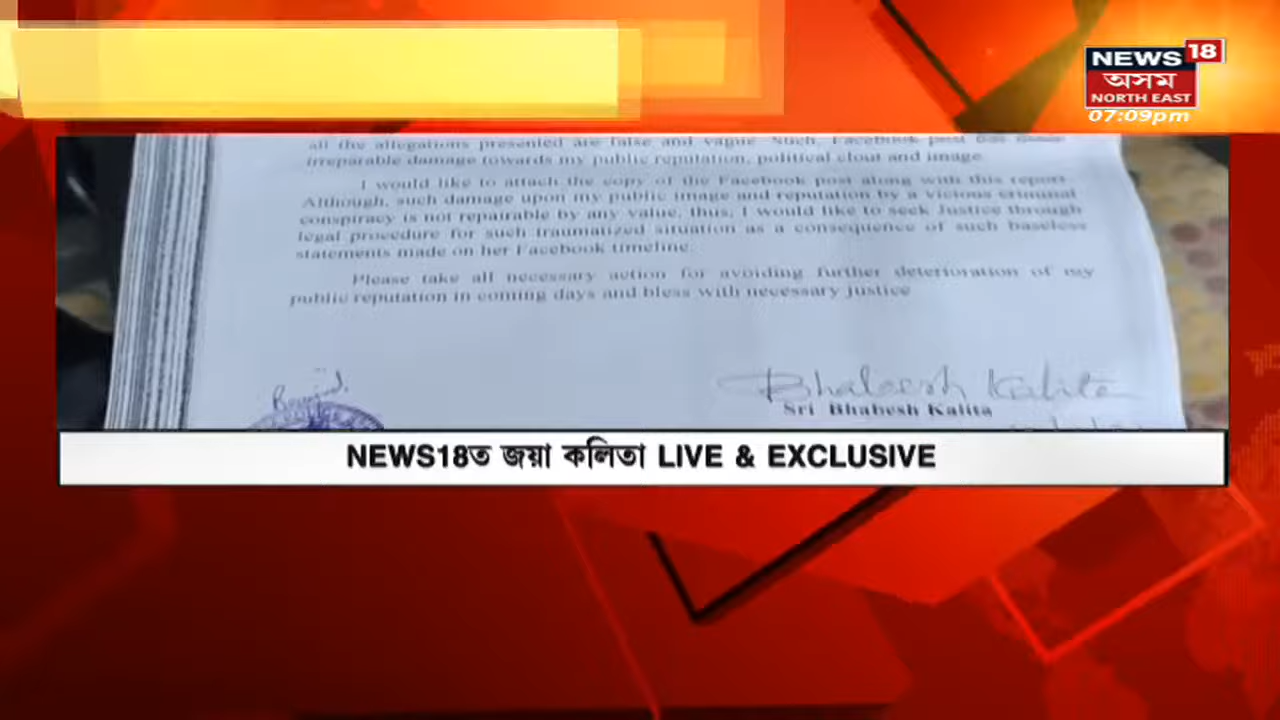 NEWS 18
অসম
NORTH EAST
07:09pm
all the allegations presented are false and vague. Such, Facebook post has made
irreparable damage towards my public reputation, political clout and image.
I would like to attach the copy of the Facebook post along with this report.
Although, such damage upon my public image and reputation by a vicious criminal
conspiracy is not repairable by any value, thus, I would like to seek Justice through
legal procedure for such traumatized situation as a consequence of such baseless
statements made on her Facebook timeline.
Please take all necessary action for avoiding further deterioration of my
public reputation in coming days and bless with necessary justice
Bhabesh Kalita
Sri Bhabesh Kalita
NEWS18ত জয়া কলিতা LIVE & EXCLUSIVE